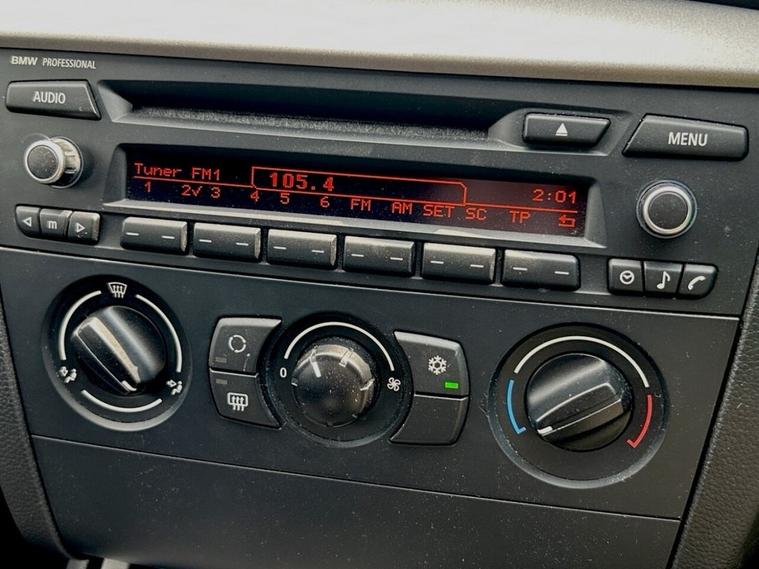 BMW PROFESSIONAL
AUDIO
MENU
Tuner FM1
105.4
2:01
1 2✓ 3 4 5 6 FM AM SET SC TP
m
0